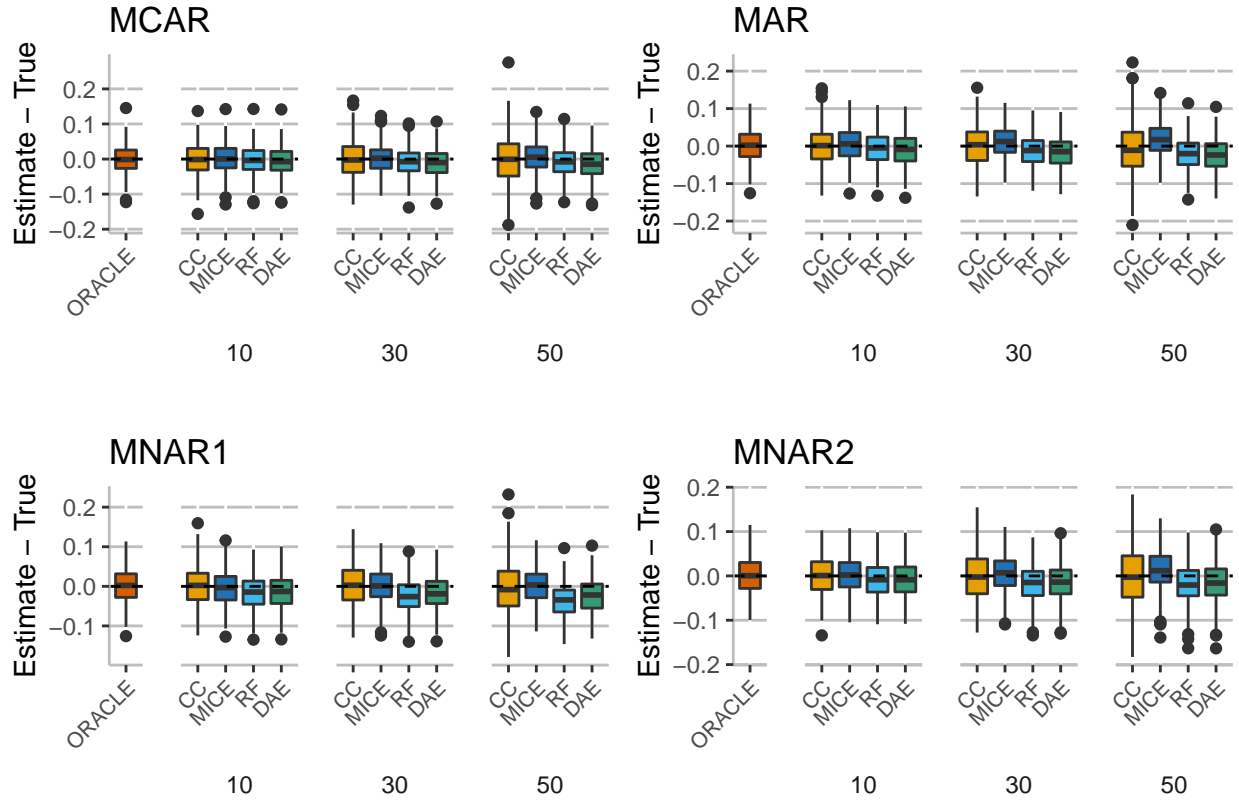 MCAR
MAR
Estimate − True
0.2
0.1
0.0
−0.1
−0.2
ORACLE
CC
MICE
RF
DAE
CC
MICE
RF
DAE
CC
MICE
RF
DAE
10
30
50
Estimate − True
0.2
0.1
0.0
−0.1
−0.2
ORACLE
CC
MICE
RF
DAE
CC
MICE
RF
DAE
CC
MICE
RF
DAE
10
30
50
MNAR1
MNAR2
Estimate − True
0.2
0.1
0.0
−0.1
ORACLE
CC
MICE
RF
DAE
CC
MICE
RF
DAE
CC
MICE
RF
DAE
10
30
50
Estimate − True
0.2
0.1
0.0
−0.1
−0.2
ORACLE
CC
MICE
RF
DAE
CC
MICE
RF
DAE
CC
MICE
RF
DAE
10
30
50